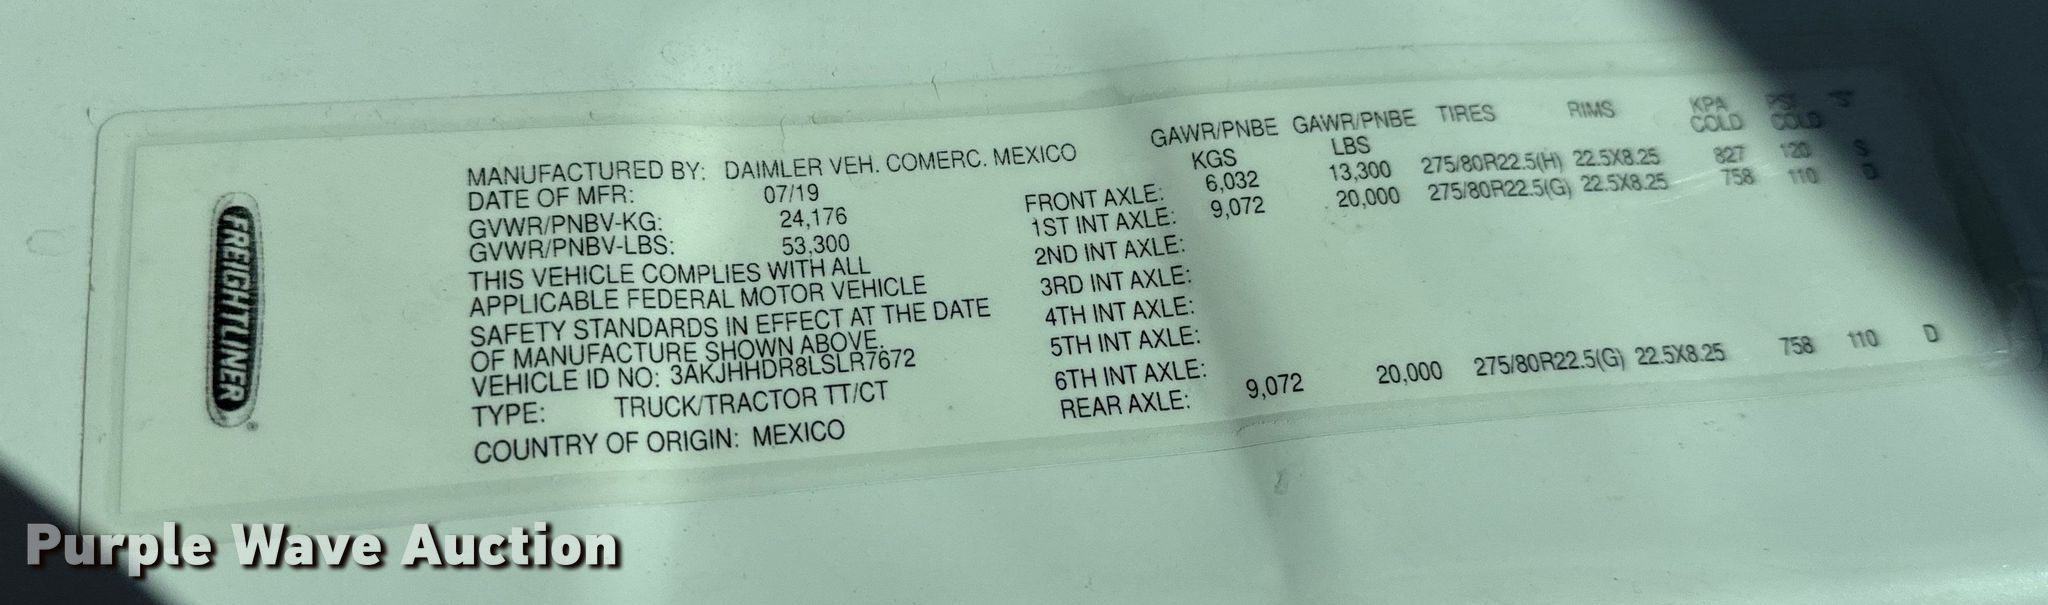 FREIGHTLINER
MANUFACTURED BY: DAIMLER VEH. COMERC. MEXICO
DATE OF MFR: 07/19
GVWR/PNBV-KG: 24,176
GVWR/PNBV-LBS: 53,300
THIS VEHICLE COMPLIES WITH ALL
APPLICABLE FEDERAL MOTOR VEHICLE
SAFETY STANDARDS IN EFFECT AT THE DATE
OF MANUFACTURE SHOWN ABOVE.
VEHICLE ID NO: 3AKJHHDR8LSLR7672
TYPE: TRUCK/TRACTOR TT/CT
COUNTRY OF ORIGIN: MEXICO
GAWR/PNBE GAWR/PNBE TIRES RIMS KPA PSI "S"
KGS LBS COLD COLD
FRONT AXLE: 6,032 13,300 275/80R22.5(H) 22.5X8.25 827 120 S
1ST INT AXLE: 9,072 20,000 275/80R22.5(G) 22.5X8.25 758 110 D
2ND INT AXLE:
3RD INT AXLE:
4TH INT AXLE:
5TH INT AXLE:
6TH INT AXLE:
REAR AXLE: 9,072 20,000 275/80R22.5(G) 22.5X8.25 758 110 D
Purple Wave Auction